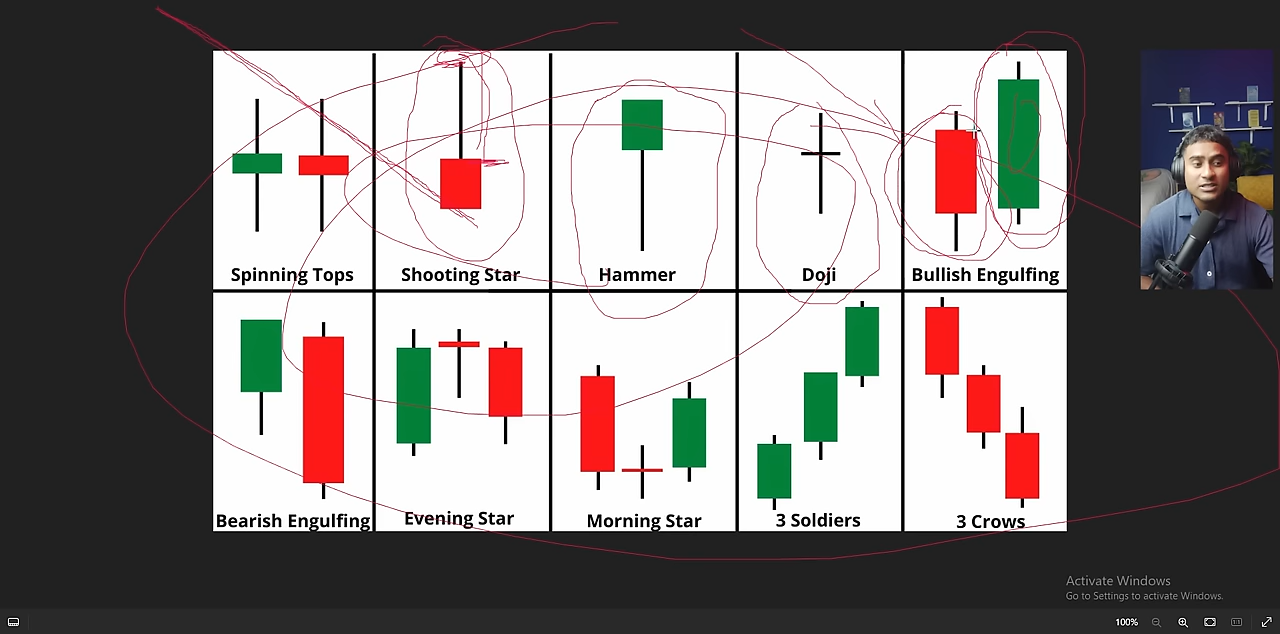 Spinning Tops
Shooting Star
Hammer
Doji
Bullish Engulfing
Bearish Engulfing
Evening Star
Morning Star
3 Soldiers
3 Crows
Activate Windows
Go to Settings to activate Windows.
100%